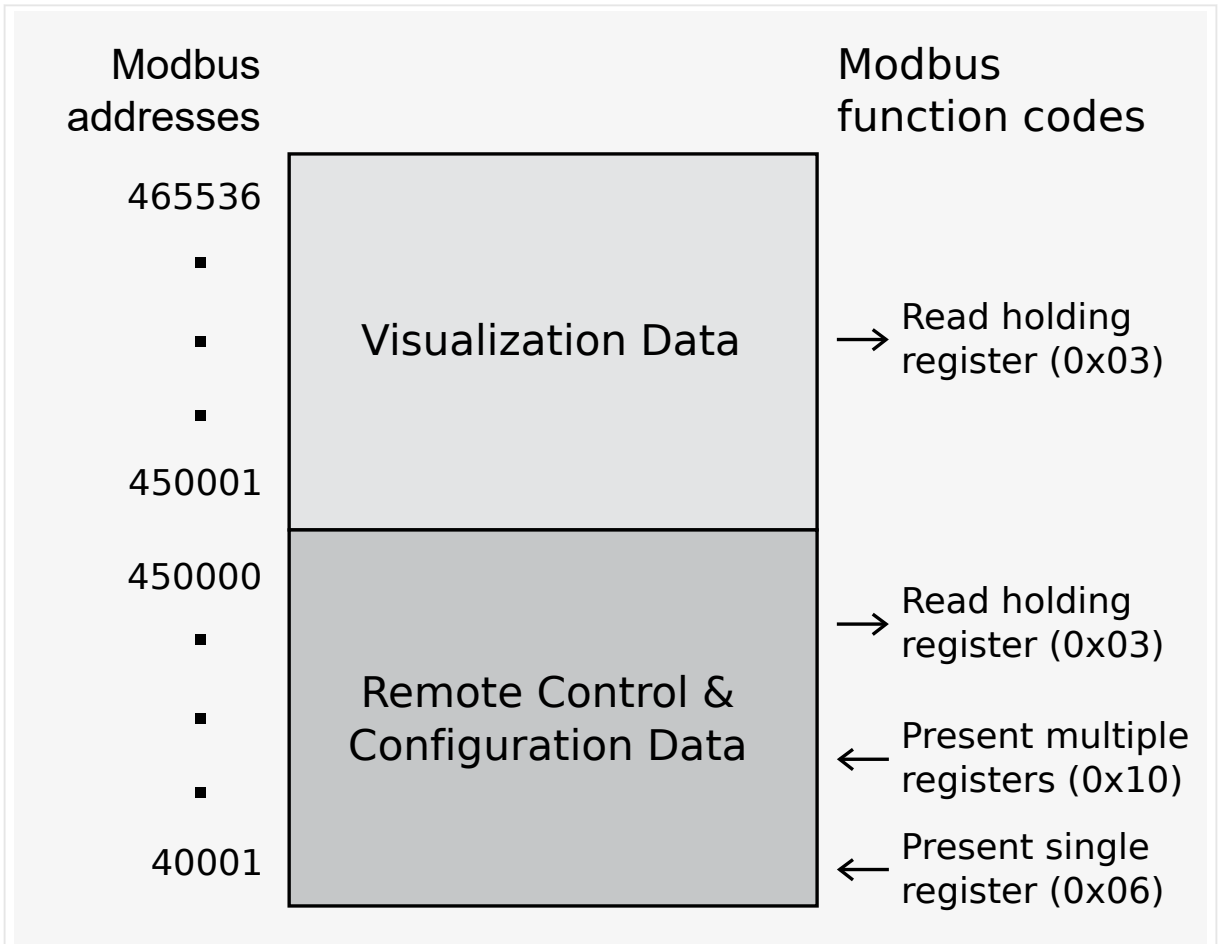 Modbus
addresses
Modbus
function codes
465536
Visualization Data
Read holding
register (0x03)
450001
450000
Read holding
register (0x03)
Remote Control &
Configuration Data
Present multiple
registers (0x10)
40001
Present single
register (0x06)